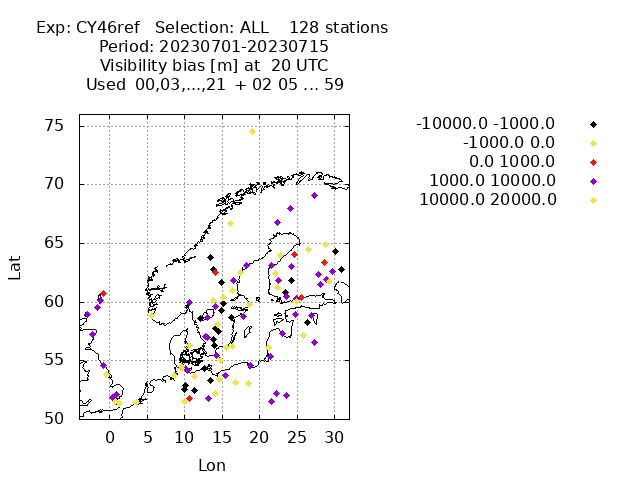 Exp: CY46ref   Selection: ALL    128 stations
Period: 20230701-20230715
Visibility bias [m] at  20 UTC
Used  00,03,...,21  + 02 05 ... 59
-10000.0 -1000.0
-1000.0 0.0
0.0 1000.0
1000.0 10000.0
10000.0 20000.0
75
70
65
60
55
50
Lat
0 5 10 15 20 25 30
Lon